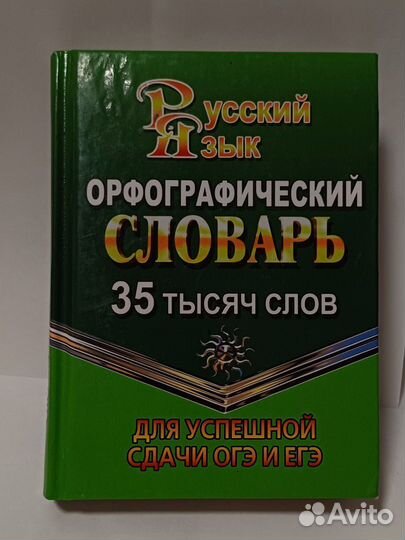 Русский
Язык
ОРФОГРАФИЧЕСКИЙ
СЛОВАРЬ
35 ТЫСЯЧ СЛОВ
ДЛЯ УСПЕШНОЙ
СДАЧИ ОГЭ И ЕГЭ
Avito